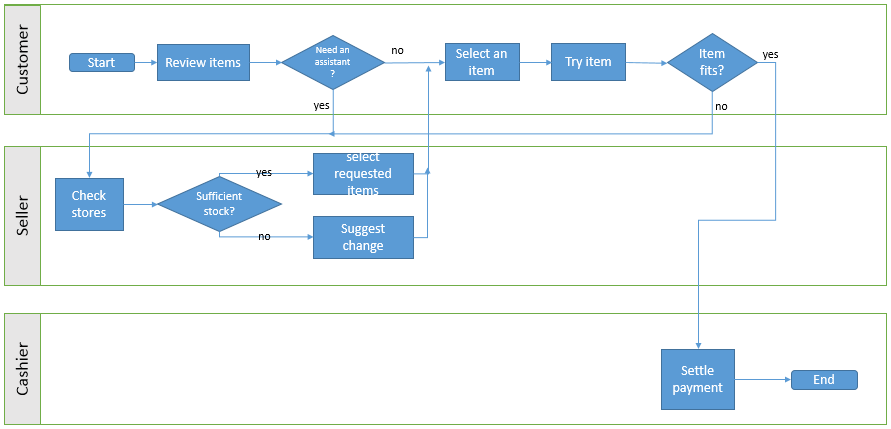 Customer
Start
Review items
Need an
assistant
?
no
yes
Select an
item
Try item
Item
fits?
yes
no
Seller
Check
stores
Sufficient
stock?
yes
no
select
requested
items
Suggest
change
Cashier
Settle
payment
End